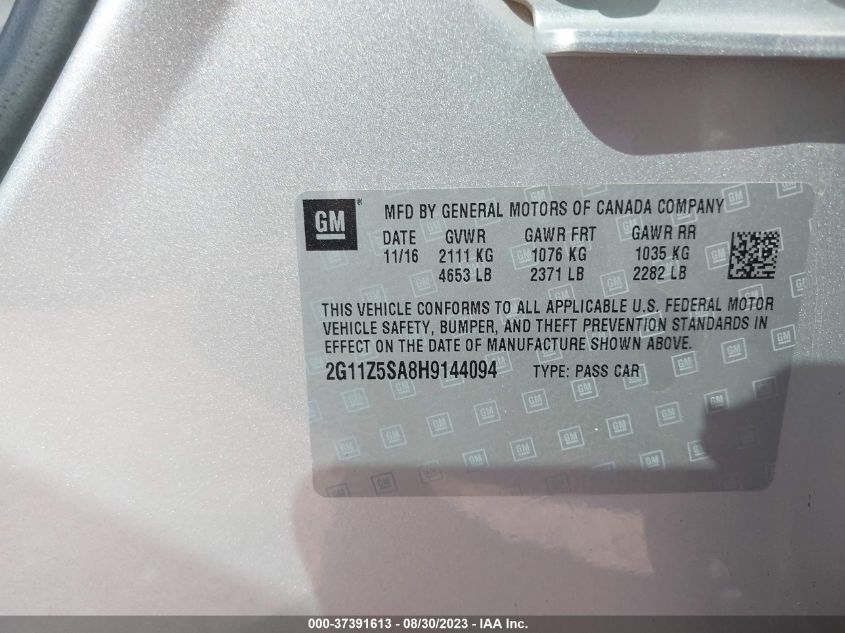 GM
MFD BY GENERAL MOTORS OF CANADA COMPANY
DATE GVWR GAWR FRT GAWR RR
11/16 2111 KG 1076 KG 1035 KG
4653 LB 2371 LB 2282 LB
THIS VEHICLE CONFORMS TO ALL APPLICABLE U.S. FEDERAL MOTOR
VEHICLE SAFETY, BUMPER, AND THEFT PREVENTION STANDARDS IN
EFFECT ON THE DATE OF MANUFACTURE SHOWN ABOVE.
2G11Z5SA8H9144094 TYPE: PASS CAR
000-37391613 - 08/30/2023 - IAA Inc.